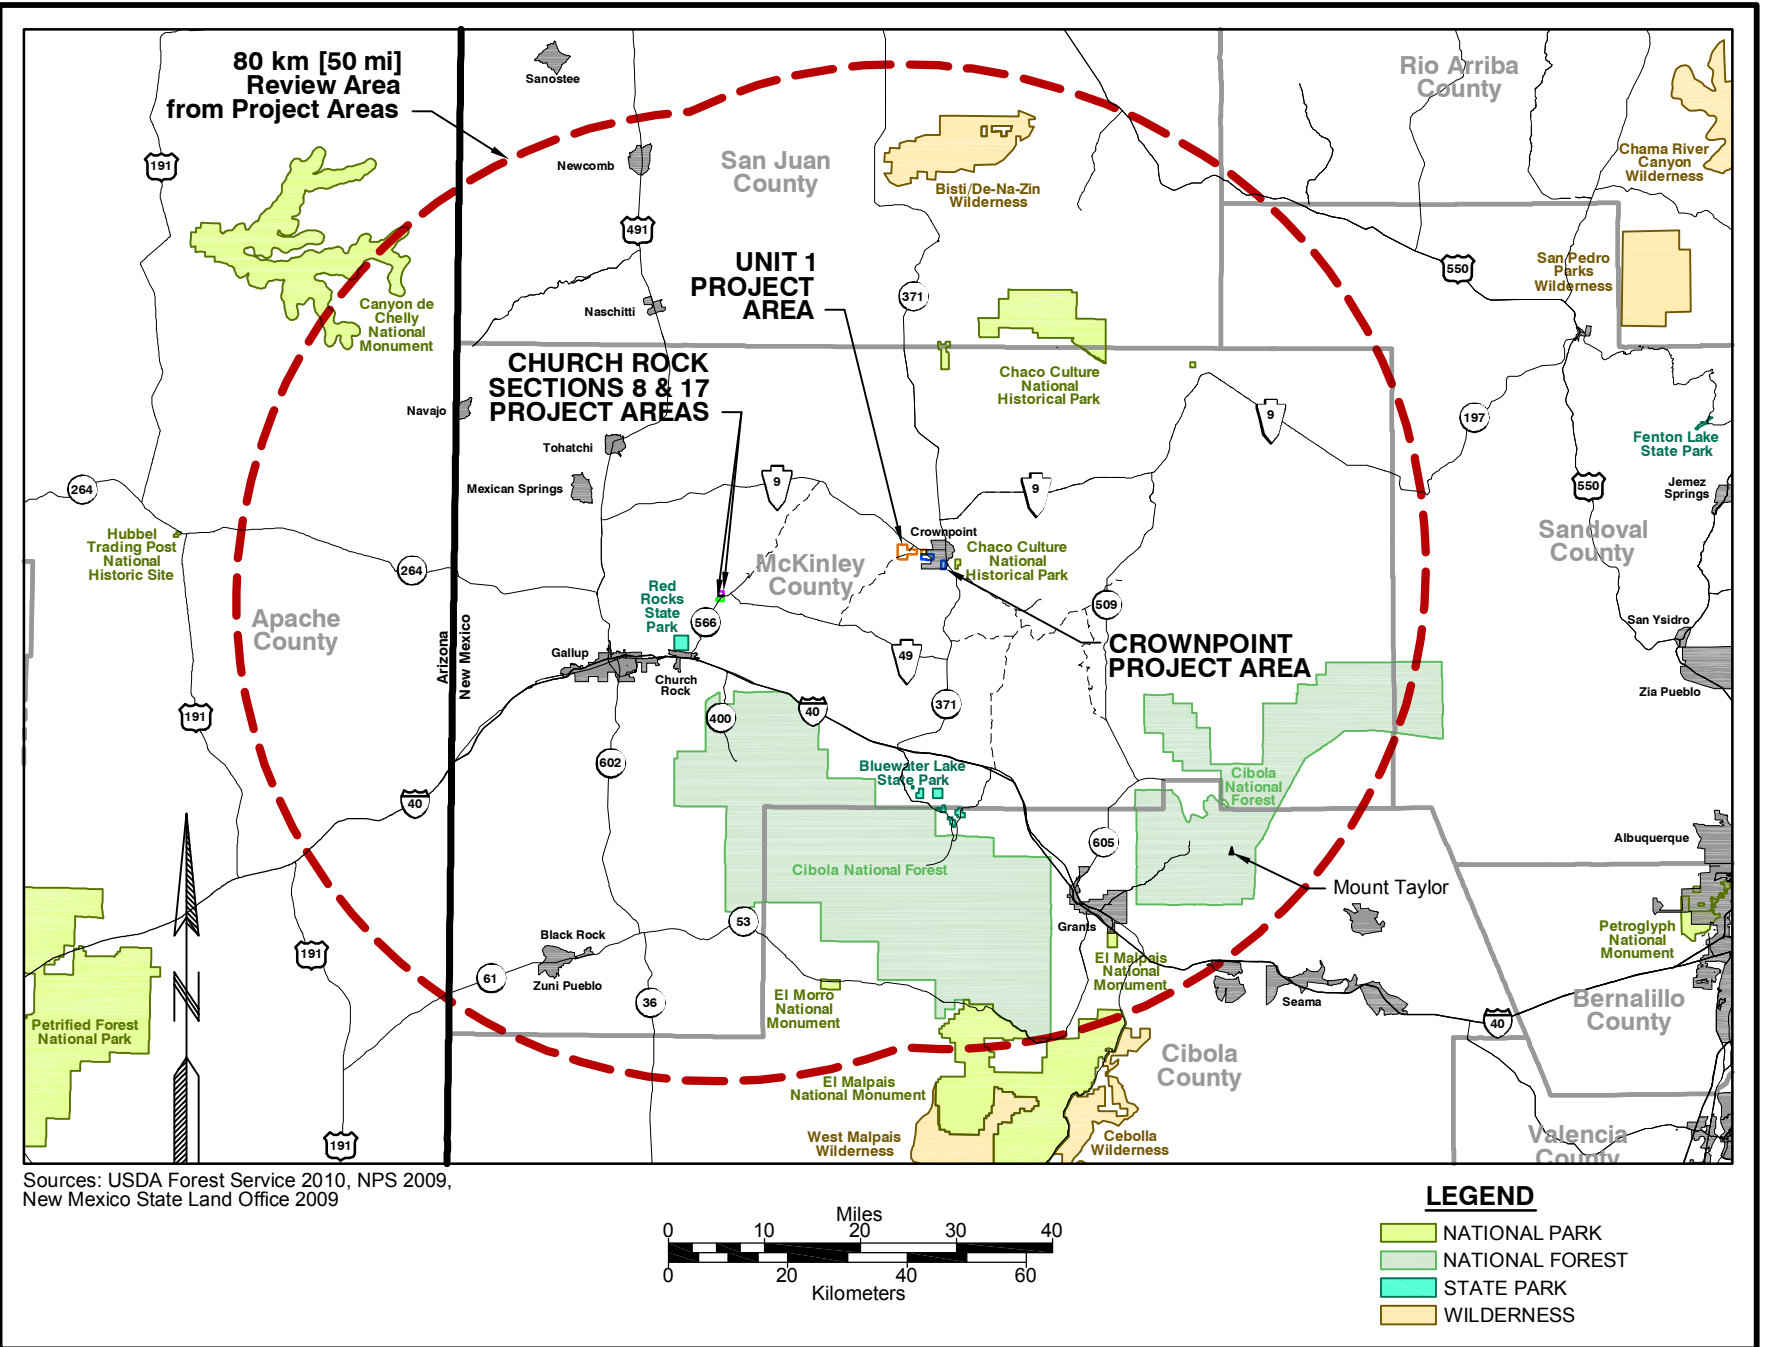 80 km [50 mi]
Review Area
from Project Areas
Sanostee
Rio Arriba
County
191
Newcomb
San Juan
County
Bisti/De-Na-Zin
Wilderness
Chama River
Canyon
Wilderness
491
UNIT 1
PROJECT
AREA
San Pedro
Parks
Wilderness
550
371
Canyon de
Chelly
National
Monument
Naschitti
CHURCH ROCK
SECTIONS 8 & 17
PROJECT AREAS
Chaco Culture
National
Historical Park
Navajo
9
197
Fenton Lake
State Park
Tohatchi
264
Mexican Springs
9
9
550
Jemez
Springs
Hubbel
Trading Post
National
Historic Site
Crownpoint
Sandoval
County
264
McKinley
County
Chaco Culture
National
Historical Park
Red
Rocks
State
Park
566
509
Apache
County
Arizona
New Mexico
San Ysidro
Gallup
Church
Rock
49
CROWNPOINT
PROJECT AREA
Zia Pueblo
191
400
40
371
602
Bluewater Lake
State Park
Cibola
National
Forest
40
605
Albuquerque
Cibola National Forest
Mount Taylor
53
Grants
Petroglyph
National
Monument
Black Rock
191
61
Zuni Pueblo
El Malpais
National
Monument
N
36
El Morro
National
Monument
Seama
40
Bernalillo
County
Petrified Forest
National Park
Cibola
County
El Malpais
National Monument
191
West Malpais
Wilderness
Cebolla
Wilderness
Valencia
County
Sources: USDA Forest Service 2010, NPS 2009,
New Mexico State Land Office 2009
Miles
0 10 20 30 40
0 20 40 60
Kilometers
LEGEND
NATIONAL PARK
NATIONAL FOREST
STATE PARK
WILDERNESS